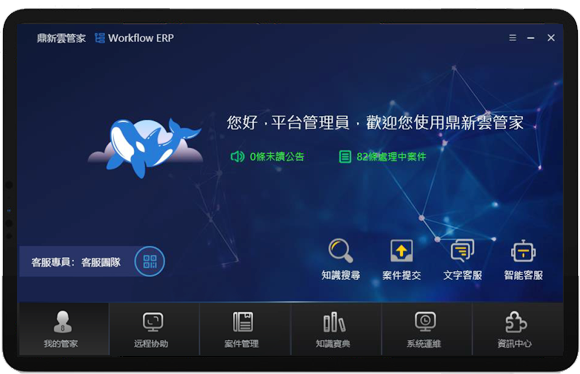 鼎新雲管家 Workflow ERP
您好，平台管理員，歡迎您使用鼎新雲管家
0條未讀公告 82條處理中案件
客服專員： 客服團隊
知識搜尋 案件提交 文字客服 智能客服
我的管家 远程协助 案件管理 知識寶典 系統運維 資訊中心